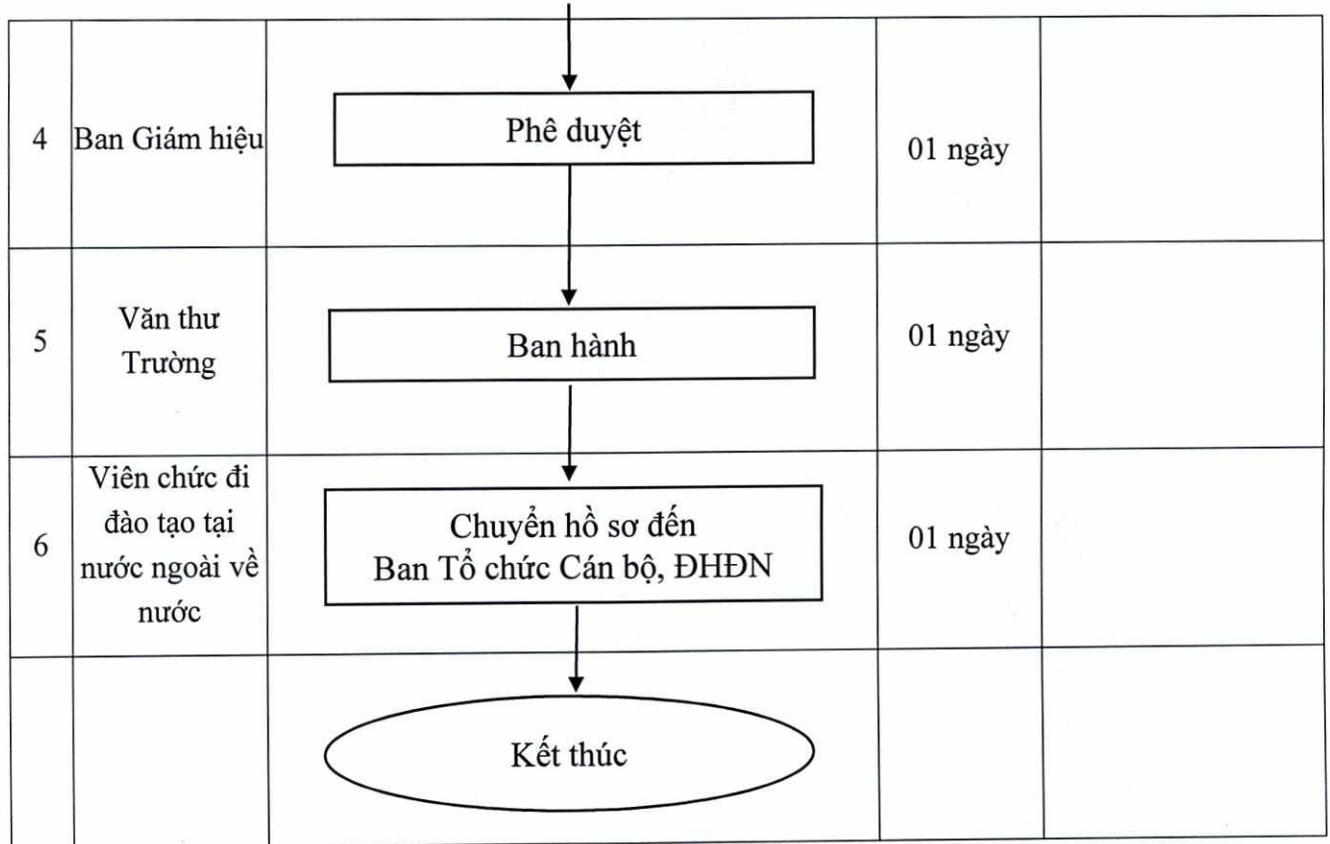 4
Ban Giám hiệu
Phê duyệt
01 ngày
5
Văn thư
Trường
Ban hành
01 ngày
6
Viên chức đi
đào tạo tại
nước ngoài về
nước
Chuyển hồ sơ đến
Ban Tổ chức Cán bộ, ĐHĐN
01 ngày
Kết thúc